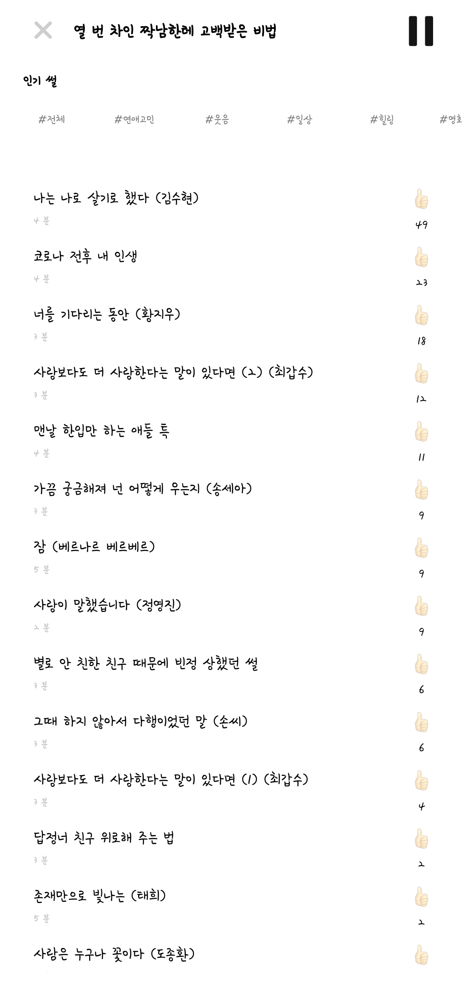 열 번 차인 짝남한테 고백받은 비법
인기 썰
#전체 #연애고민 #웃음 #일상 #힐링 #영호
나는 나로 살기로 했다 (김수현)
4 분
49
코로나 전후 내 인생
4 분
23
너를 기다리는 동안 (황지우)
3 분
18
사랑보다도 더 사랑한다는 말이 있다면 (2) (최갑수)
3 분
12
맨날 한입만 하는 애들 특
4 분
11
가끔 궁금해져 넌 어떻게 우는지 (송세아)
3 분
9
잠 (베르나르 베르베르)
5 분
9
사랑이 말했습니다 (정영진)
2 분
9
별로 안 친한 친구 때문에 빈정 상했던 썰
3 분
6
그때 하지 않아서 다행이었던 말 (손씨)
3 분
6
사랑보다도 더 사랑한다는 말이 있다면 (1) (최갑수)
3 분
4
답정너 친구 위로해 주는 법
3 분
2
존재만으로 빛나는 (태희)
5 분
2
사람은 누구나 꽃이다 (도종환)